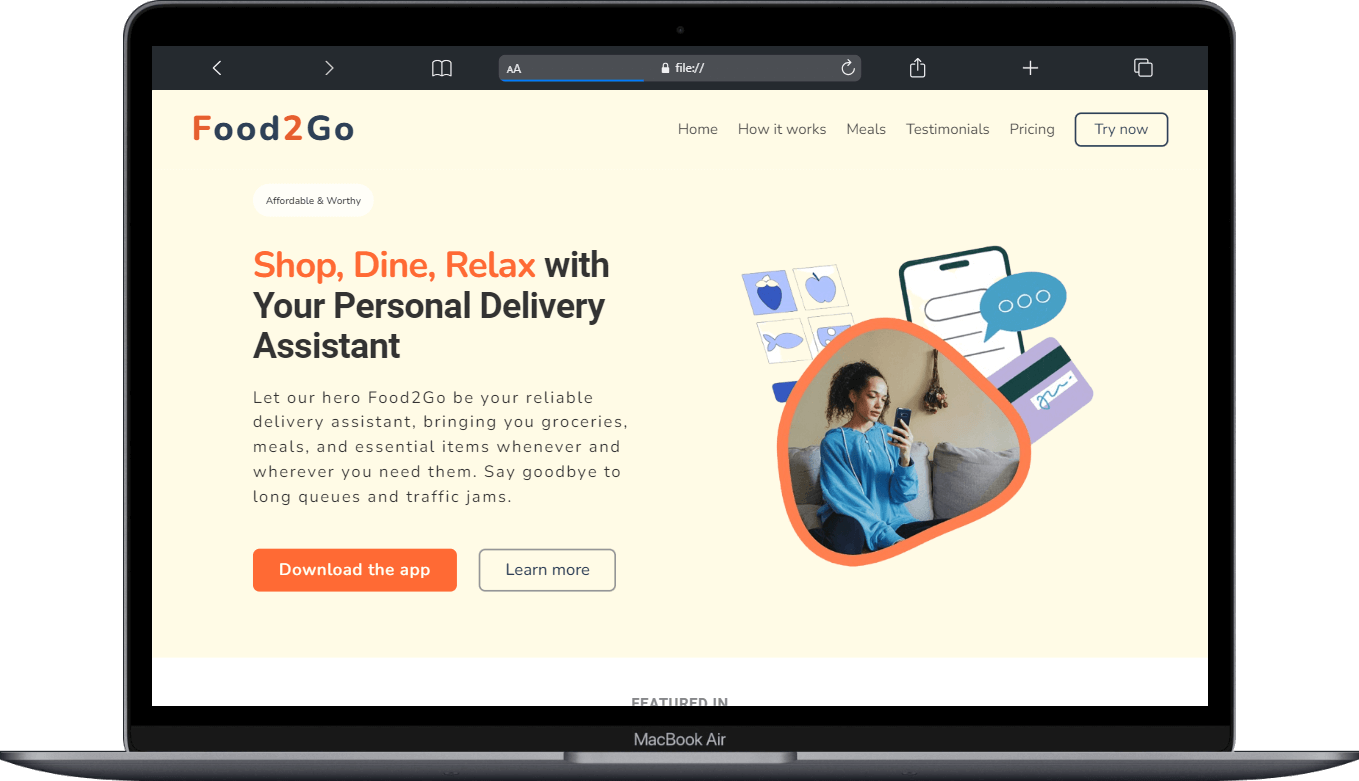 AA file://
Food2Go
Home How it works Meals Testimonials Pricing Try now
Affordable & Worthy
Shop, Dine, Relax with
Your Personal Delivery
Assistant
Let our hero Food2Go be your reliable
delivery assistant, bringing you groceries,
meals, and essential items whenever and
wherever you need them. Say goodbye to
long queues and traffic jams.
Download the app Learn more
FEATURED IN
MacBook Air